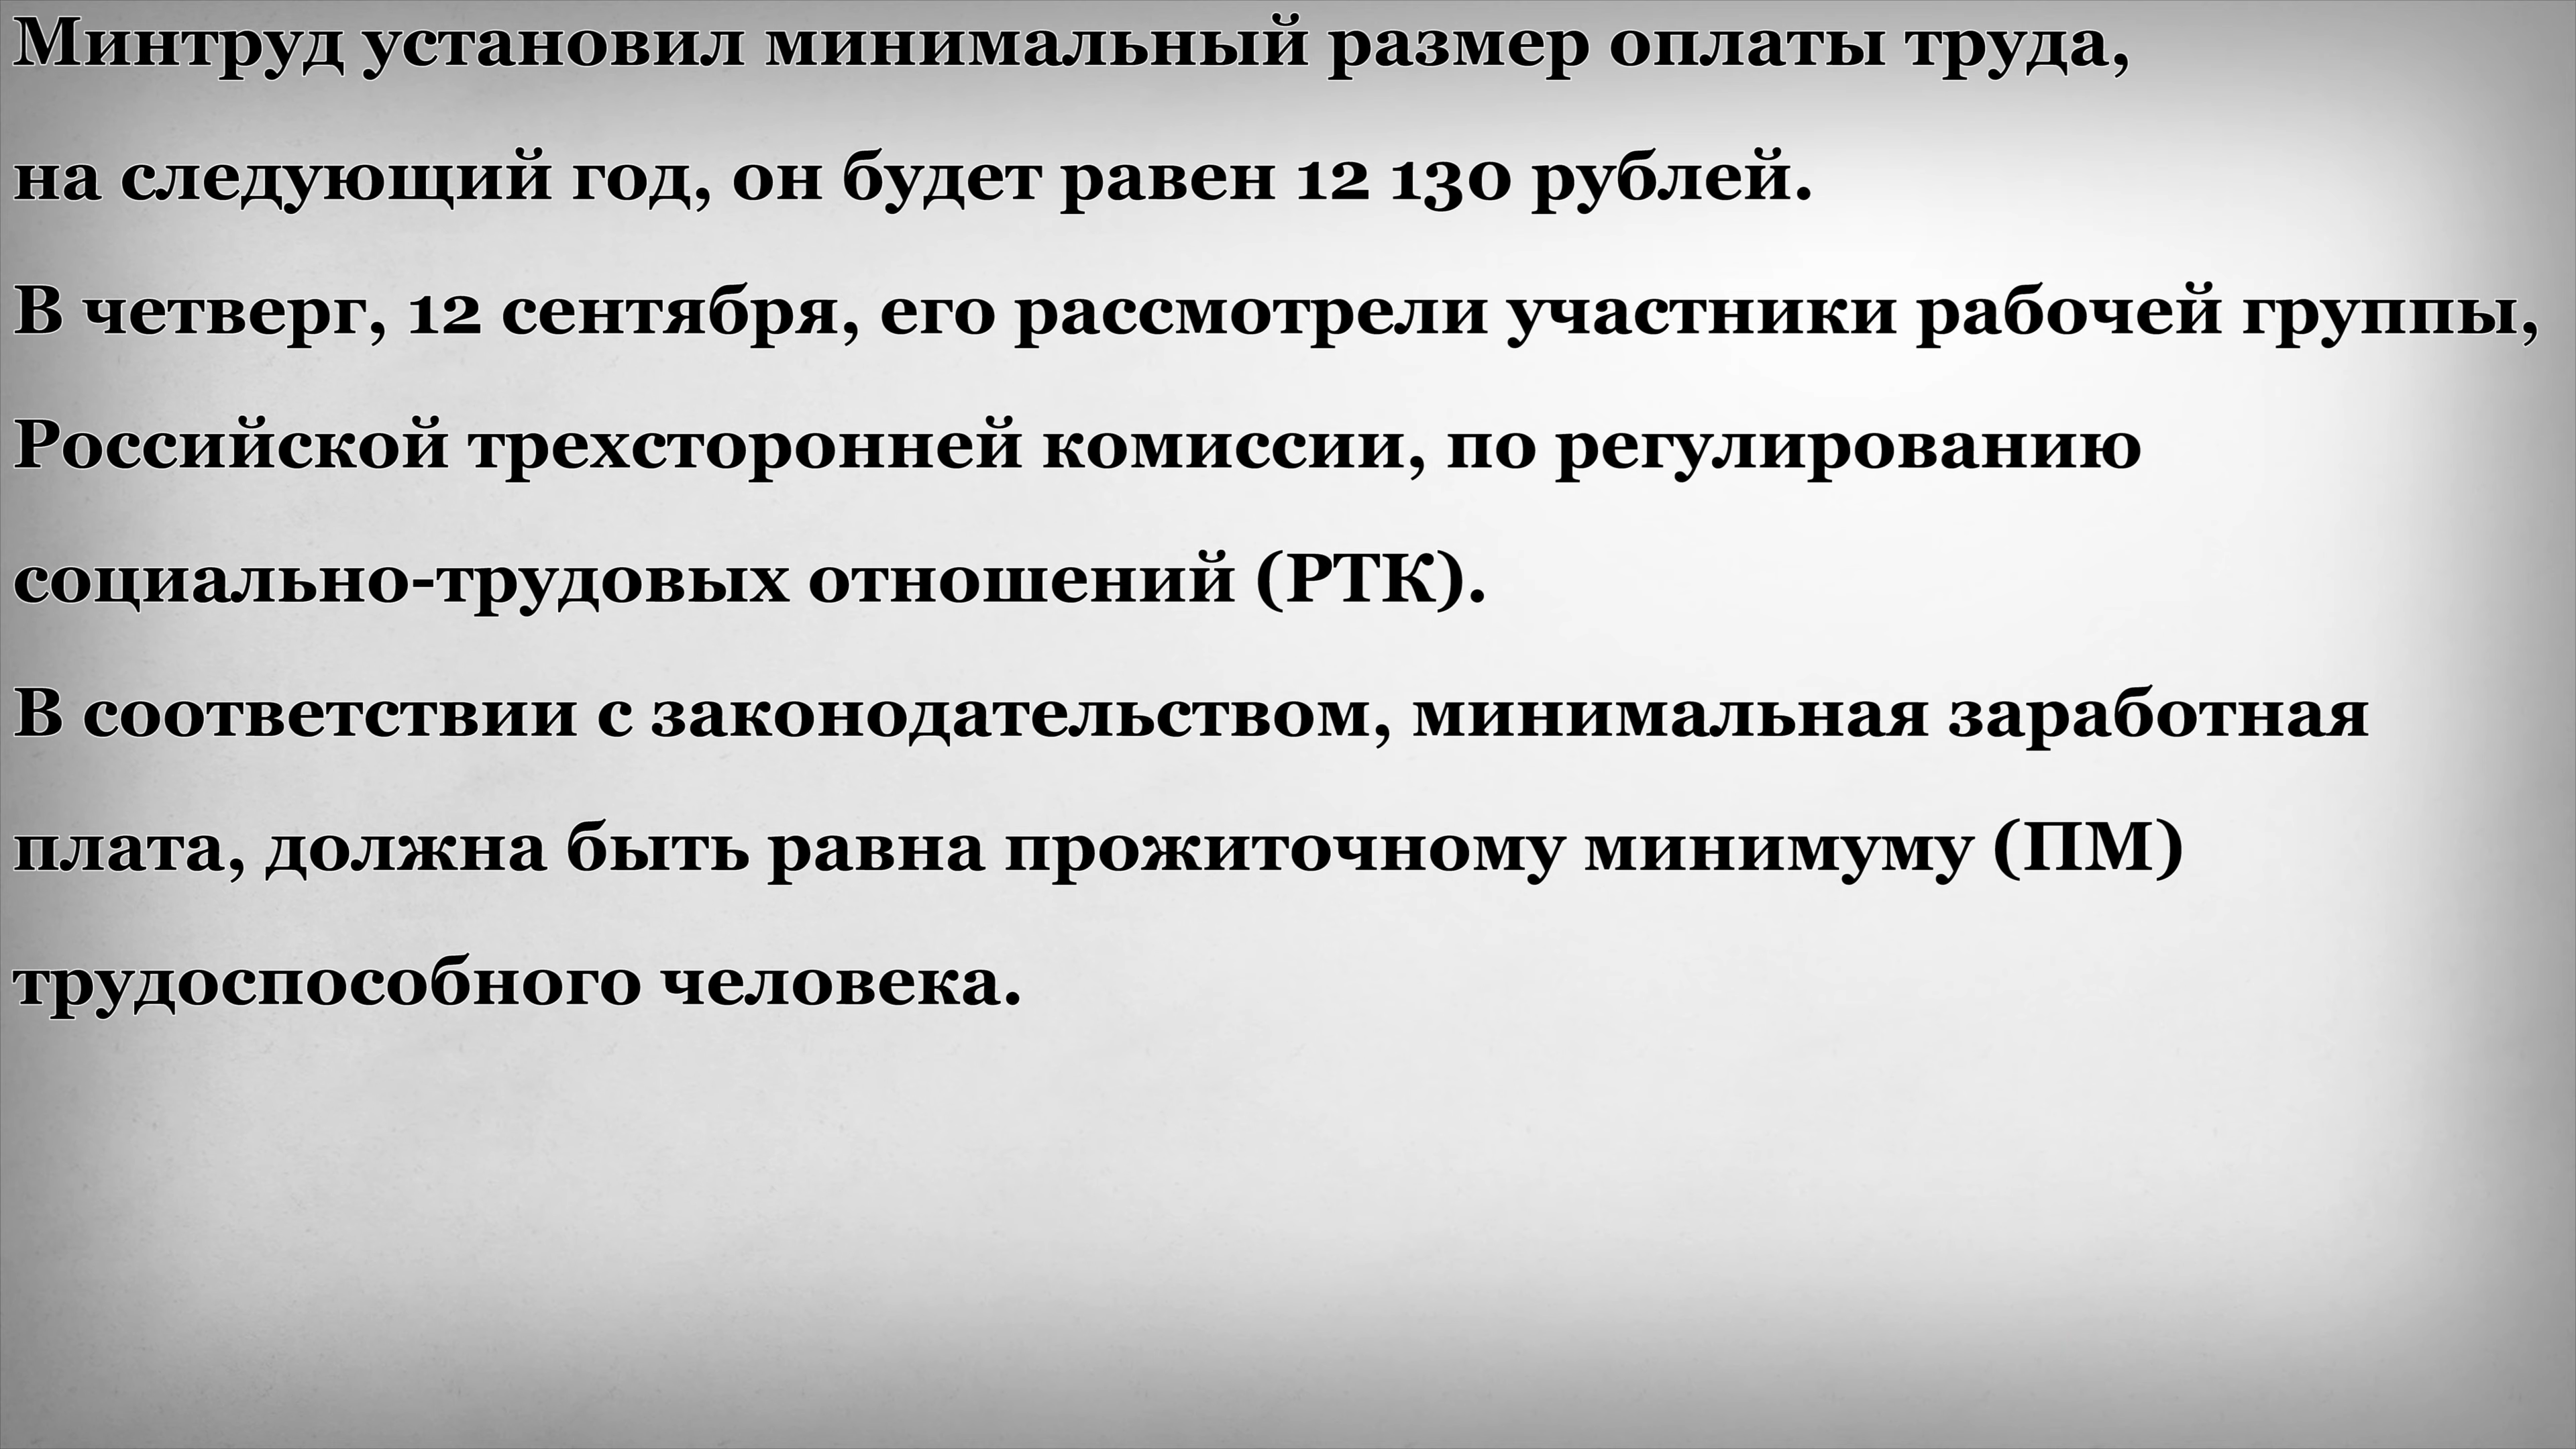 Минтруд установил минимальный размер оплаты труда,
на следующий год, он будет равен 12 130 рублей.
В четверг, 12 сентября, его рассмотрели участники рабочей группы,
Российской трехсторонней комиссии, по регулированию
социально-трудовых отношений (РТК).
В соответствии с законодательством, минимальная заработная
плата, должна быть равна прожиточному минимуму (ПМ)
трудоспособного человека.